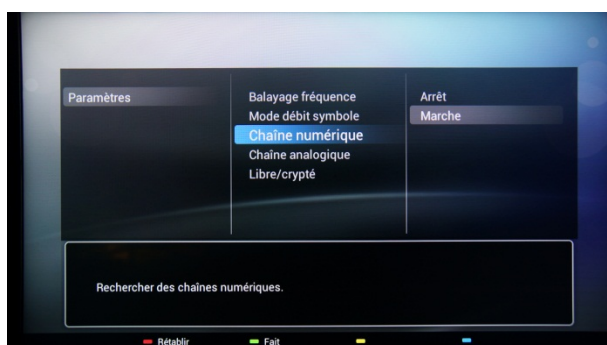 Paramètres
Balayage fréquence
Mode débit symbole
Chaîne numérique
Chaîne analogique
Libre/crypté
Arrêt
Marche
Rechercher des chaînes numériques.
Rétablir
Fait